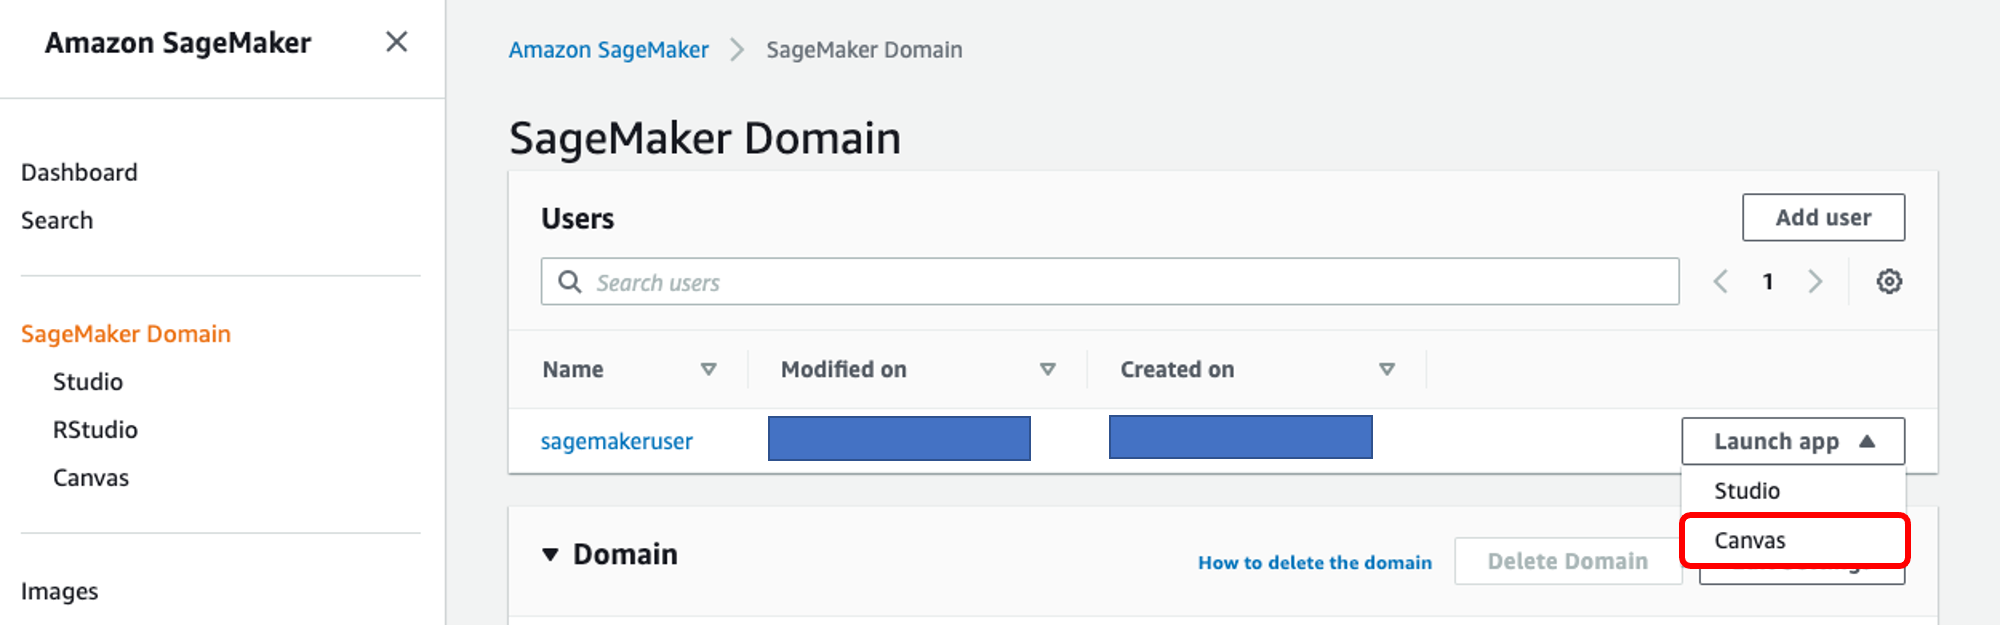 Amazon SageMaker
Dashboard
Search
SageMaker Domain
Studio
RStudio
Canvas
Images
Amazon SageMaker
SageMaker Domain
SageMaker Domain
Users
Add user
Search users
1
Name
Modified on
Created on
sagemakeruser
Launch app
Studio
Canvas
Domain
How to delete the domain
Delete Domain